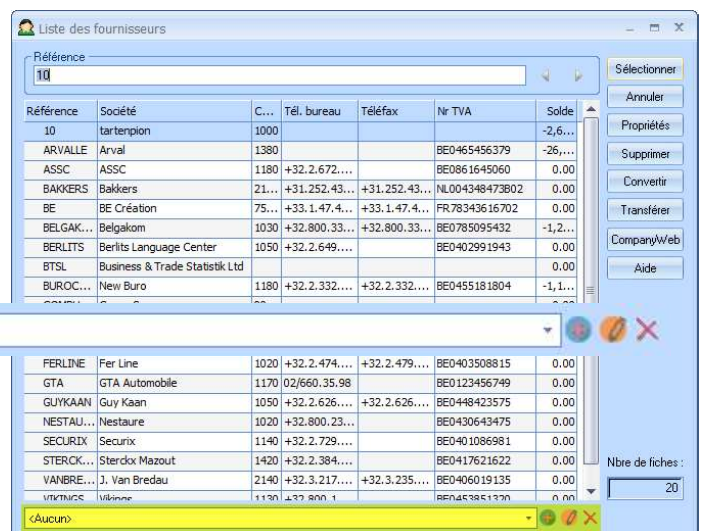 Liste des fournisseurs
Référence
10
Sélectionner
Annuler
Propriétés
Supprimer
Convertir
Transférer
CompanyWeb
Aide
Référence Société C... Tél. bureau Téléfax Nr TVA Solde
10 tartenpion 1000 -2,6...
ARVALLE Arval 1380 BE0465456379 -26,...
ASSC ASSC 1180 +32.2.672.... BE0861645060 0.00
BAKKERS Bakkers 21... +31.252.43... +31.252.43... NL004348473B02 0.00
BE BE Création 75... +33.1.47.4... +33.1.47.4... FR78343616702 0.00
BELGAK... Belgakom 1030 +32.800.33... +32.800.33... BE0785095432 -1,2...
BERLITS Berlits Language Center 1050 +32.2.649.... BE0402991943 0.00
BTSL Business & Trade Statistik Ltd 0.00
BUROC... New Buro 1180 +32.2.332.... +32.2.332.... BE0455181804 -1,1...
FERLINE Fer Line 1020 +32.2.474.... +32.2.479.... BE0403508815 0.00
GTA GTA Automobile 1170 02/660.35.98 BE0123456749 0.00
GUYKAAN Guy Kaan 1050 +32.2.626.... +32.2.626.... BE0448423575 0.00
NESTAU... Nestaure 1020 +32.800.23... BE0430643475 0.00
SECURIX Securix 1140 +32.2.729.... BE0401086981 0.00
STERCK... Sterckx Mazout 1420 +32.2.384.... BE0417621622 0.00
VANBRE... J. Van Bredau 2140 +32.3.217.... +32.3.235.... BE0406019135 0.00
VIKINGS Vikings 1130 +32.800.1... BE0453851320 0.00
Nbre de fiches :
20
<Aucun>